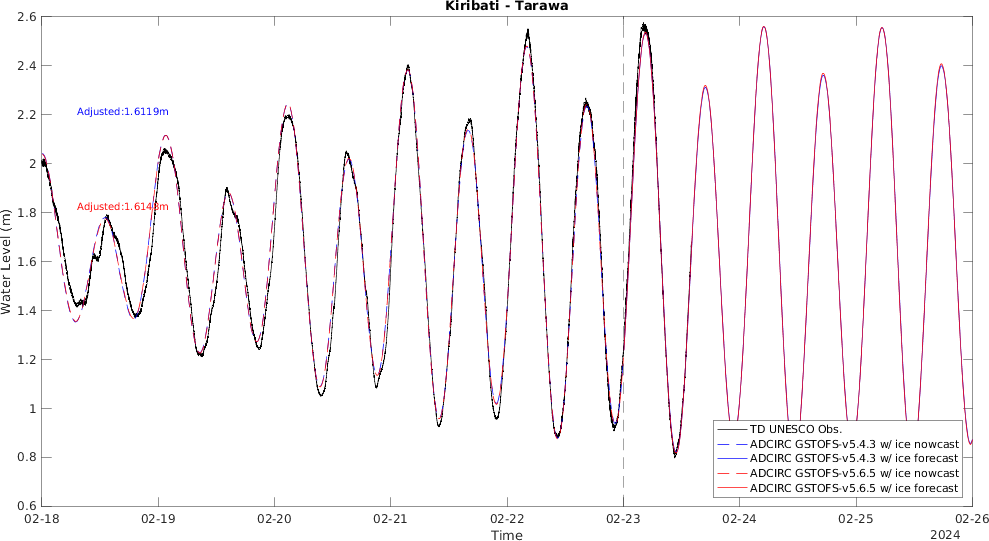 Kiribati - Tarawa
2.6
2.4
2.2
2
1.8
1.6
1.4
1.2
1
0.8
0.6
Water Level (m)
Adjusted:1.6119m
Adjusted:1.6148m
TD UNESCO Obs.
ADCIRC GSTOFS-v5.4.3 w/ ice nowcast
ADCIRC GSTOFS-v5.4.3 w/ ice forecast
ADCIRC GSTOFS-v5.6.5 w/ ice nowcast
ADCIRC GSTOFS-v5.6.5 w/ ice forecast
02-18 02-19 02-20 02-21 02-22 02-23 02-24 02-25 02-26
Time
2024